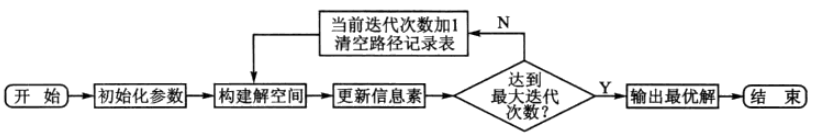 当前迭代次数加1
清空路径记录表
N
开 始
初始化参数
构建解空间
更新信息素
达到
最大迭代
次数?
Y
输出最优解
结 束